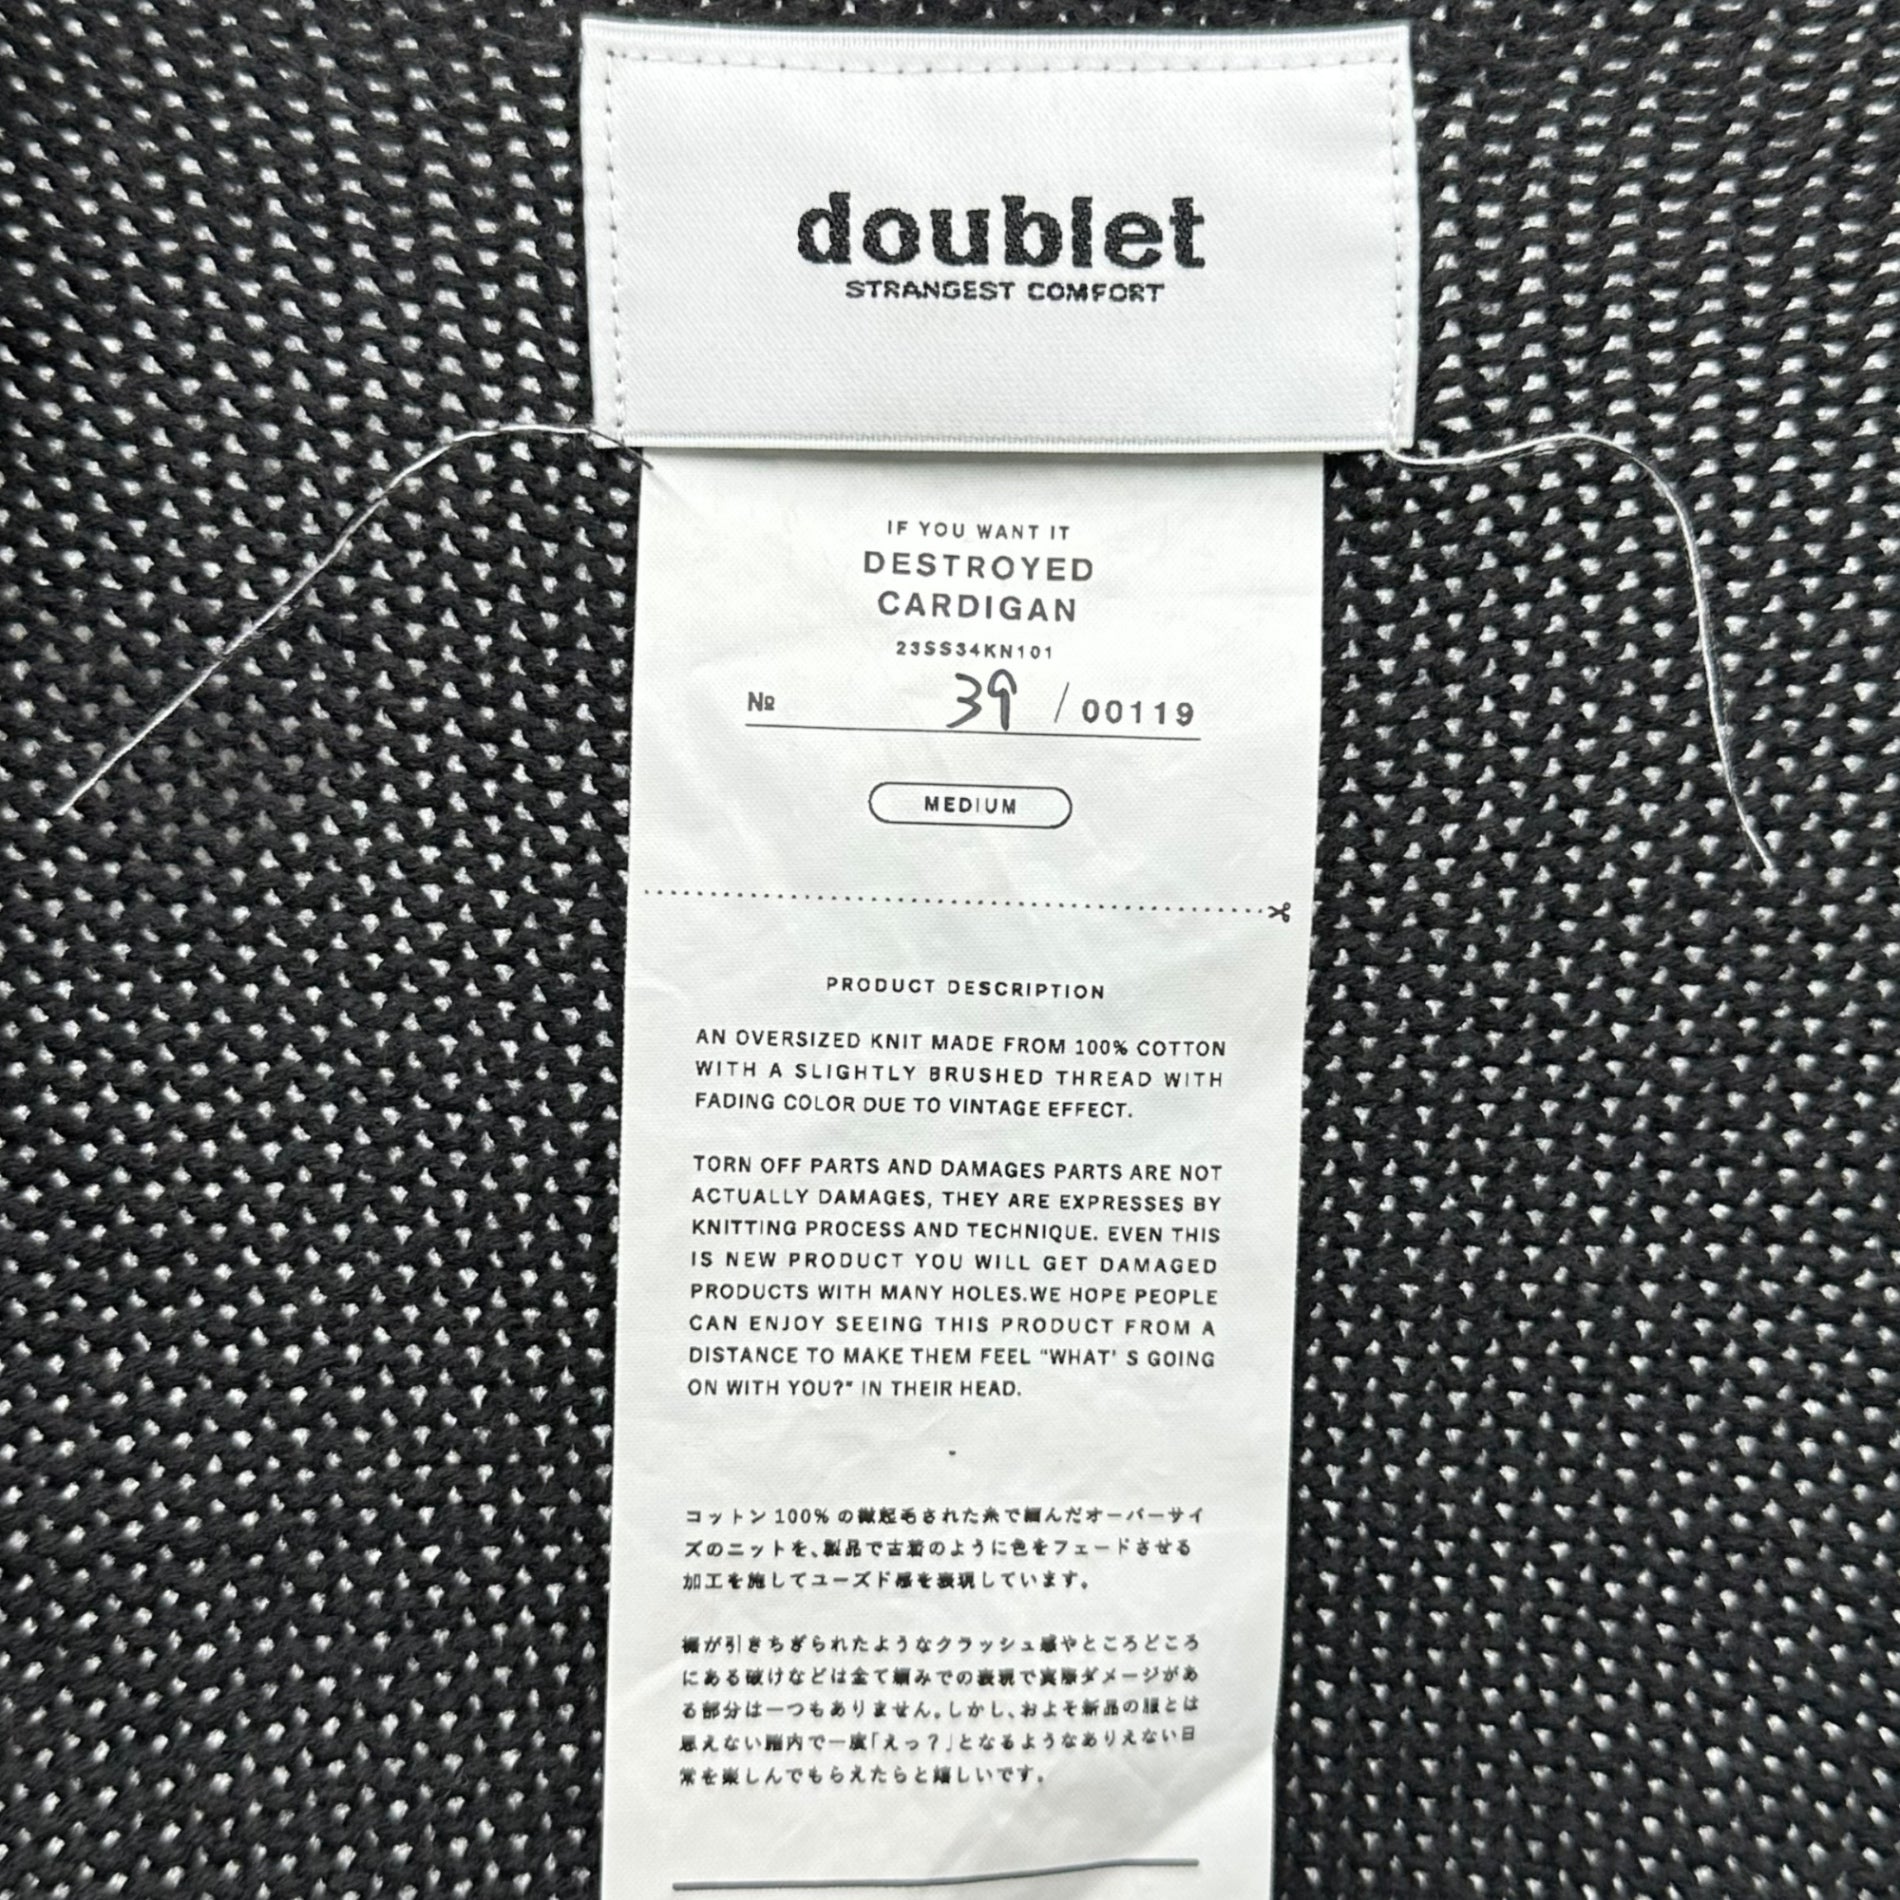 doublet
STRANGEST COMFORT
IF YOU WANT IT
DESTROYED
CARDIGAN
23SS34KN101
№ 39 / 00119
MEDIUM
PRODUCT DESCRIPTION
AN OVERSIZED KNIT MADE FROM 100% COTTON
WITH A SLIGHTLY BRUSHED THREAD WITH
FADING COLOR DUE TO VINTAGE EFFECT.
TORN OFF PARTS AND DAMAGES PARTS ARE NOT
ACTUALLY DAMAGES, THEY ARE EXPRESSES BY
KNITTING PROCESS AND TECHNIQUE. EVEN THIS
IS NEW PRODUCT YOU WILL GET DAMAGED
PRODUCTS WITH MANY HOLES.WE HOPE PEOPLE
CAN ENJOY SEEING THIS PRODUCT FROM A
DISTANCE TO MAKE THEM FEEL "WHAT' S GOING
ON WITH YOU?" IN THEIR HEAD.
コットン 100% の微起毛された糸で編んだオーバーサイ
ズのニットを、製品で古着のように色をフェードさせる
加工を施してユーズド感を表現しています。
裾が引きちぎられたようなクラッシュ感やところどころ
にある破けなどは全て編みでの表現で実際ダメージがあ
る部分は一つもありません。しかし、およそ新品の服とは
思えない脳内で一度「えっ?」となるようなありえない日
常を楽しんでもらえたらと嬉しいです。